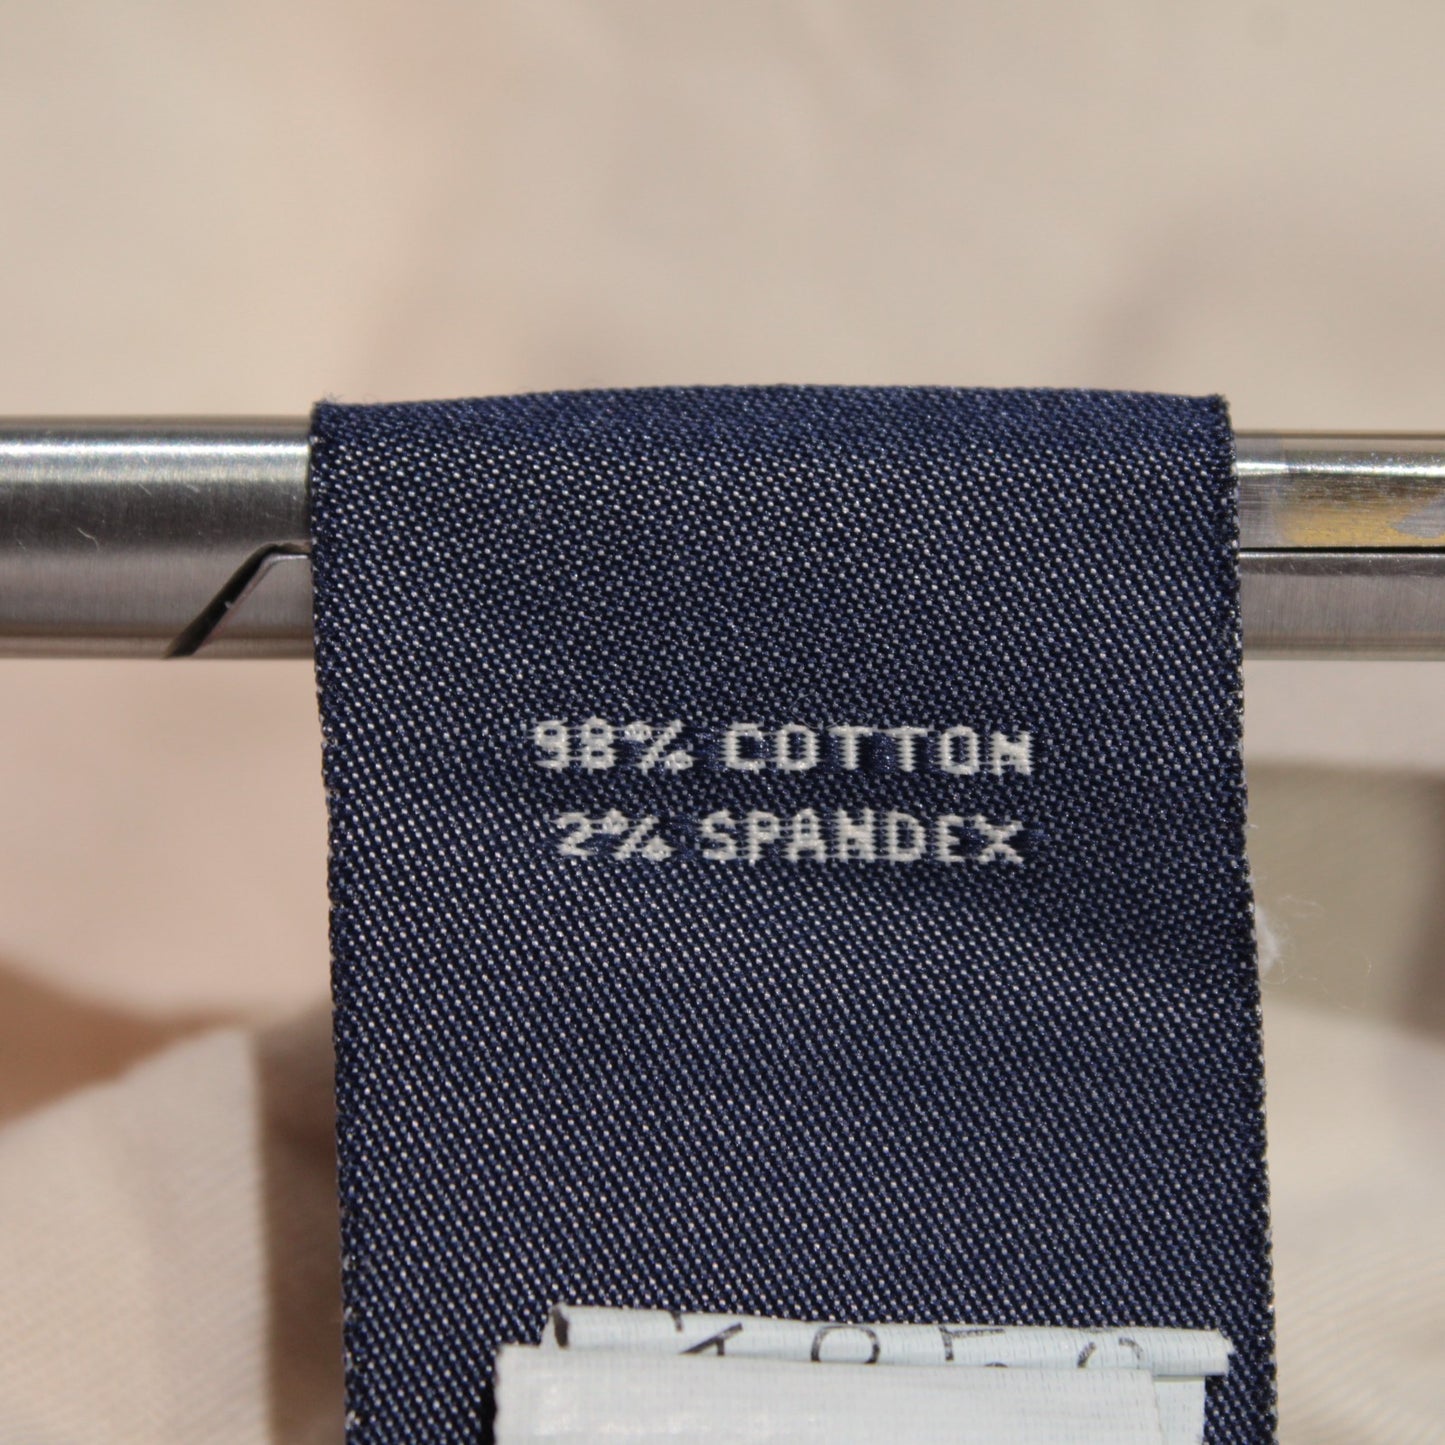 98% COTTON
2% SPANDEX